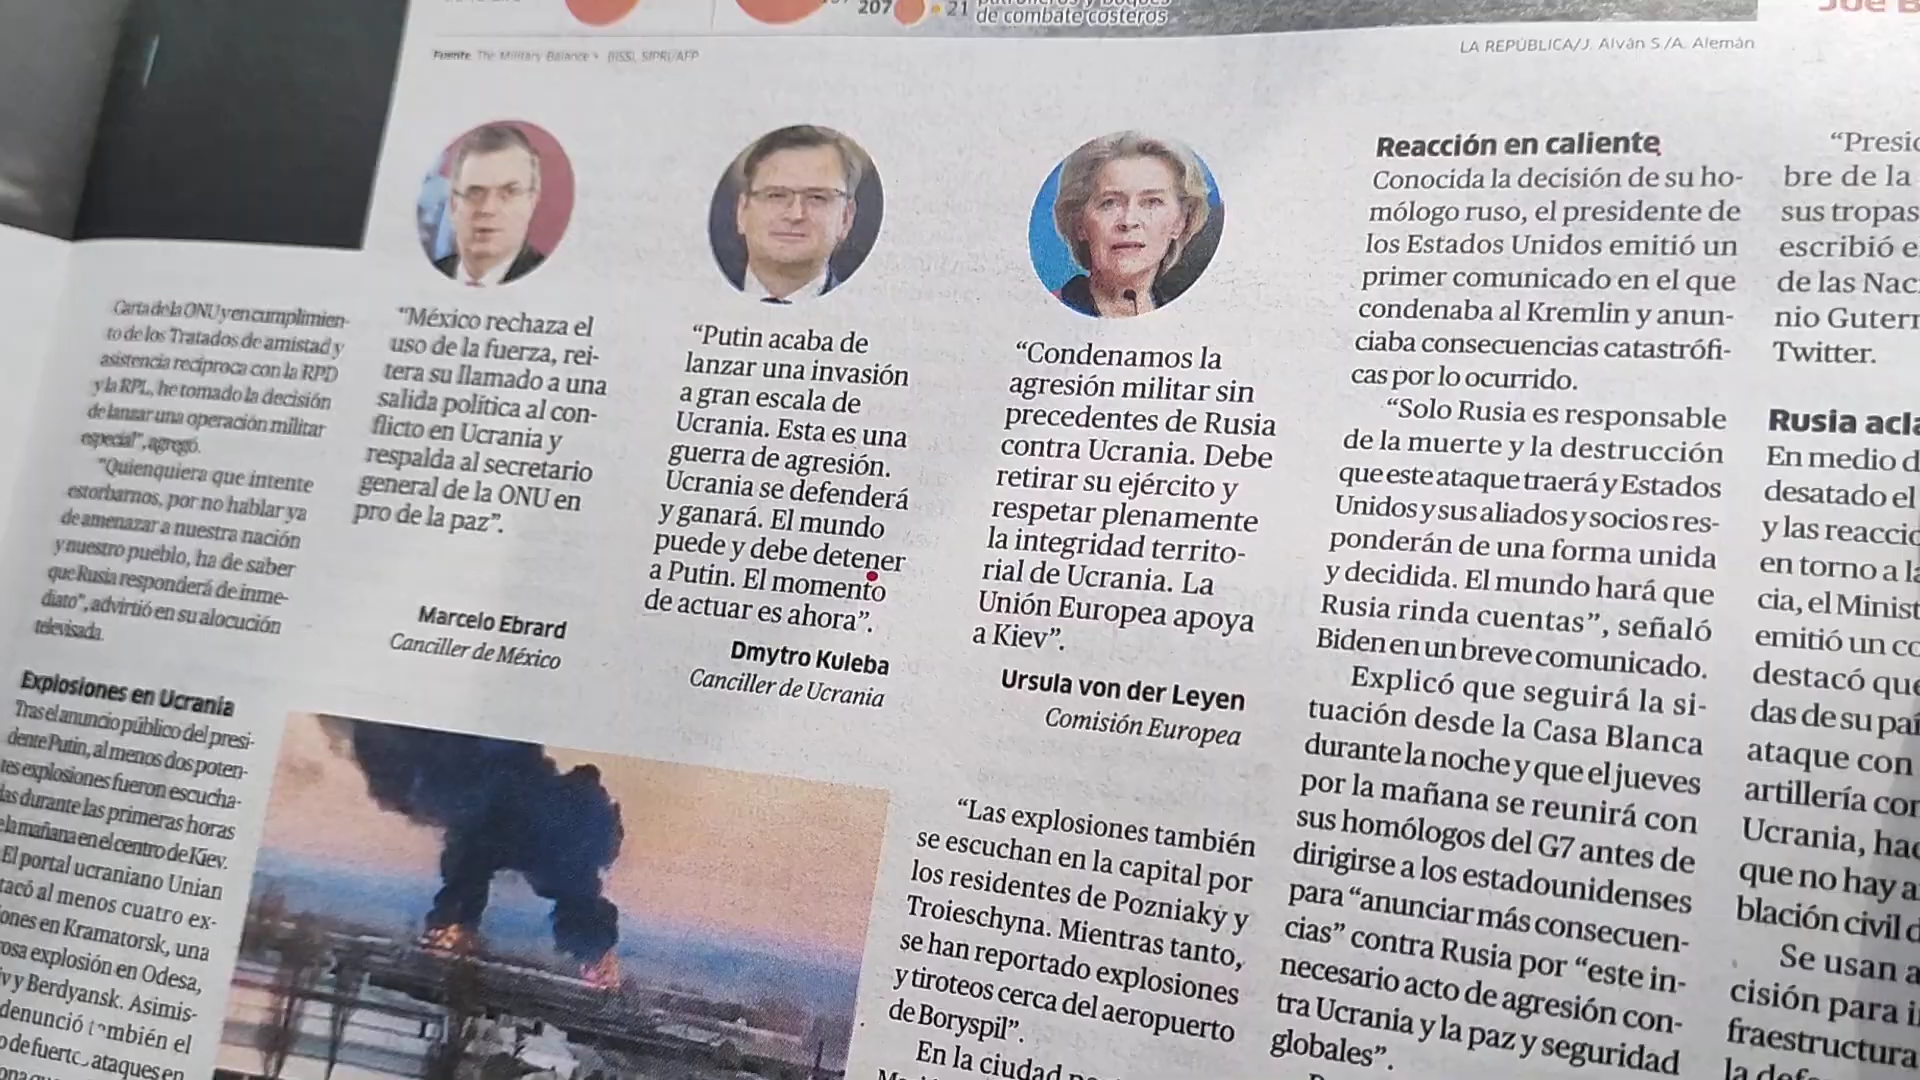 207
21
de combate costeros
Fuente The Military Balance
LA REPÚBLICA/J. Alván S./A. Alemán
Carta de la ONU y en cumplimien-
to de los Tratados de amistad y
asistencia recíproca con la RPD
y la RPL, he tomado la decisión
de lanzar una operación militar
especial", agregó.
"Quienquiera que intente
estorbarnos, por no hablar ya
de amenazar a nuestra nación
y nuestro pueblo, ha de saber
que Rusia responderá de inme-
diato", advirtió en su alocución
televisada.
Explosiones en Ucrania
Tras el anuncio público del presi-
dente Putin, al menos dos poten-
tes explosiones fueron escucha-
das durante las primeras horas
la mañana en el centro de Kiev.
El portal ucraniano Unian
tacó al menos cuatro ex-
iones en Kramatorsk, una
rosa explosión en Odesa,
v y Berdyansk. Asimis-
denunció también el
o de fuertes ataques en
“México rechaza el
uso de la fuerza, rei-
tera su llamado a una
salida política al con-
flicto en Ucrania y
respalda al secretario
general de la ONU en
pro de la paz”.
Marcelo Ebrard
Canciller de México
“Putin acaba de
lanzar una invasión
a gran escala de
Ucrania. Esta es una
guerra de agresión.
Ucrania se defenderá
y ganará. El mundo
puede y debe detener
a Putin. El momento
de actuar es ahora”.
Dmytro Kuleba
Canciller de Ucrania
“Condenamos la
agresión militar sin
precedentes de Rusia
contra Ucrania. Debe
retirar su ejército y
respetar plenamente
la integridad territo-
rial de Ucrania. La
Unión Europea apoya
a Kiev”.
Ursula von der Leyen
Comisión Europea
“Las explosiones también
se escuchan en la capital por
los residentes de Pozniaky y
Troieschyna. Mientras tanto,
se han reportado explosiones
y tiroteos cerca del aeropuerto
de Boryspil”.
En la ciudad
Reacción en caliente
Conocida la decisión de su ho-
mólogo ruso, el presidente de
los Estados Unidos emitió un
primer comunicado en el que
condenaba al Kremlin y anun-
ciaba consecuencias catastrófi-
cas por lo ocurrido.
“Solo Rusia es responsable
de la muerte y la destrucción
que este ataque traerá y Estados
Unidos y sus aliados y socios res-
ponderán de una forma unida
y decidida. El mundo hará que
Rusia rinda cuentas”, señaló
Biden en un breve comunicado.
Explicó que seguirá la si-
tuación desde la Casa Blanca
durante la noche y que el jueves
por la mañana se reunirá con
sus homólogos del G7 antes de
dirigirse a los estadounidenses
para “anunciar más consecuen-
cias” contra Rusia por “este in-
necesario acto de agresión con-
tra Ucrania y la paz y seguridad
globales”.
“Presid
bre de la
sus tropas
escribió e
de las Nac
nio Guterr
Twitter.
Rusia acla
En medio d
desatado el
y las reaccio
en torno a la
cia, el Minist
emitió un co
destacó que
das de su paí
ataque con
artillería con
Ucrania, hac
que no hay a
blación civil d
Se usan a
cisión para i
fraestructura